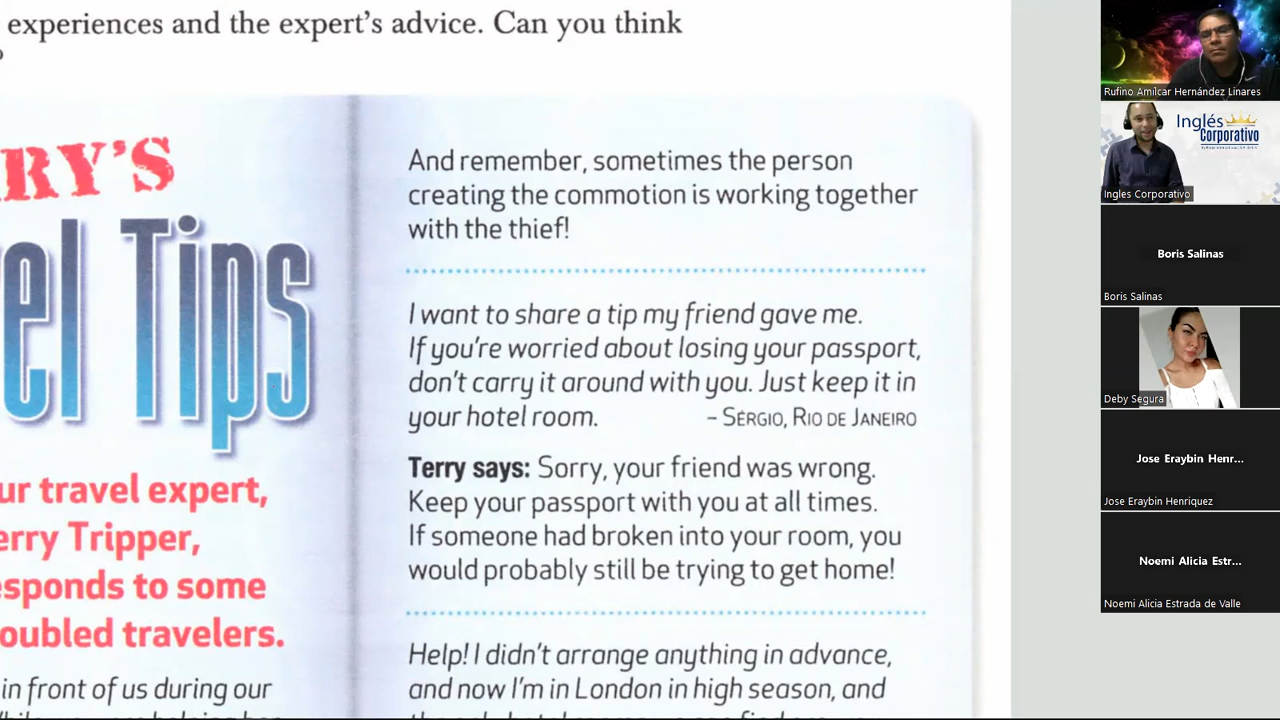 experiences and the expert's advice. Can you think
RY'S
el Tips
ur travel expert,
erry Tripper,
sponds to some
oubled travelers.
in front of us during our
And remember, sometimes the person
creating the commotion is working together
with the thief!
I want to share a tip my friend gave me.
If you're worried about losing your passport,
don't carry it around with you. Just keep it in
your hotel room. – SÉRGIO, RIO DE JANEIRO
Terry says: Sorry, your friend was wrong.
Keep your passport with you at all times.
If someone had broken into your room, you
would probably still be trying to get home!
Help! I didn't arrange anything in advance,
and now I'm in London in high season, and
Rufino Amílcar Hernández Linares
Inglés
Corporativo
Ingles Corporativo
Boris Salinas
Boris Salinas
Deby Segura
Jose Eraybin Henr...
Jose Eraybin Henriquez
Noemi Alicia Estr...
Noemi Alicia Estrada de Valle